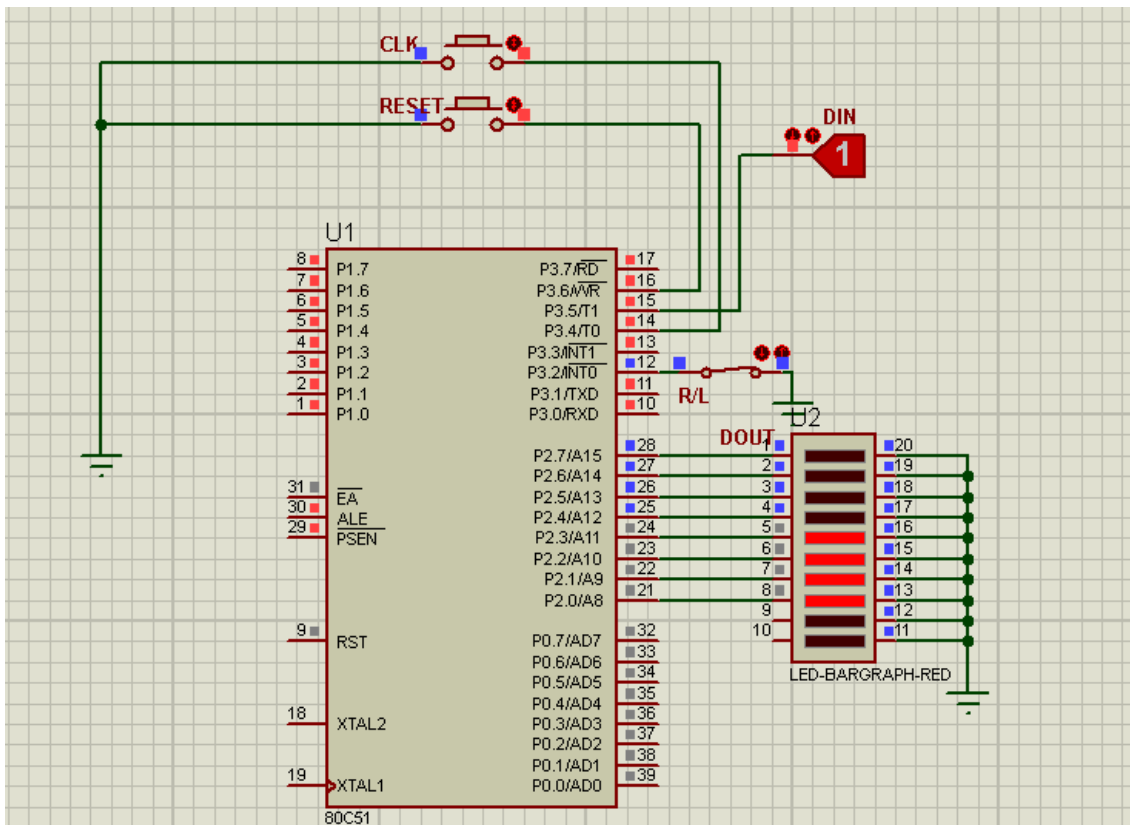 CLK
RESET
DIN
1
U1
8 P1.7 P3.7/RD 17
7 P1.6 P3.6/WR 16
6 P1.5 P3.5/T1 15
5 P1.4 P3.4/T0 14
4 P1.3 P3.3/INT1 13
3 P1.2 P3.2/INT0 12
2 P1.1 P3.1/TXD 11
1 P1.0 P3.0/RXD 10
R/L
U2
DOUT
P2.7/A15 28 1 20
P2.6/A14 27 2 19
31 EA P2.5/A13 26 3 18
30 ALE P2.4/A12 25 4 17
29 PSEN P2.3/A11 24 5 16
P2.2/A10 23 6 15
P2.1/A9 22 7 14
P2.0/A8 21 8 13
9 12
10 11
9 RST P0.7/AD7 32
P0.6/AD6 33
P0.5/AD5 34
P0.4/AD4 35
18 XTAL2 P0.3/AD3 36
P0.2/AD2 37
P0.1/AD1 38
19 XTAL1 P0.0/AD0 39
LED-BARGRAPH-RED
80C51